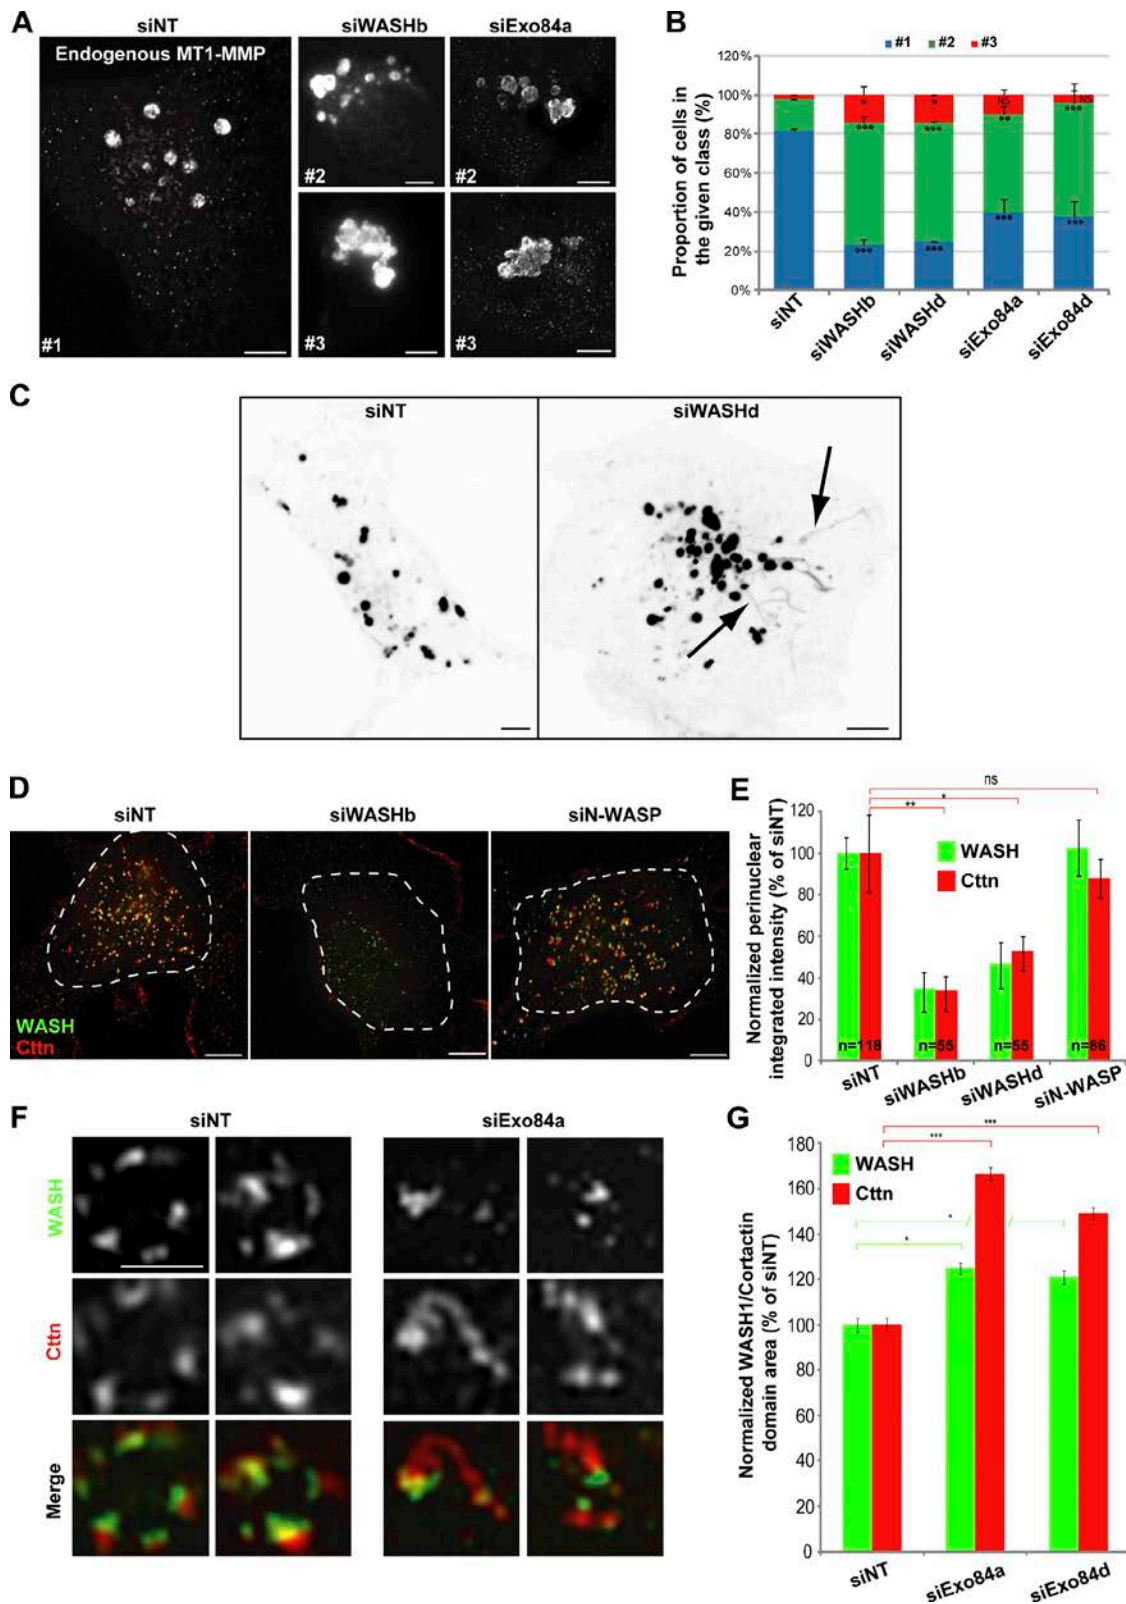 A
siNT
siWASHb
siExo84a
Endogenous MT1-MMP
#1
#2
#2
#3
#3
B
#1 #2 #3
Proportion of cells in
the given class (%)
120%
100%
80%
60%
40%
20%
0%
* * NS NS
*** *** ** ***
*** *** *** ***
siNT siWASHb siWASHd siExo84a siExo84d
C
siNT
siWASHd
D
siNT
siWASHb
siN-WASP
WASH
Cttn
E
ns
*
**
WASH
Cttn
Normalized perinuclear
integrated intensity (% of siNT)
120
100
80
60
40
20
0
n=118 n=55 n=55 n=86
siNT siWASHb siWASHd siN-WASP
F
siNT
siExo84a
WASH
Cttn
Merge
G
***
***
WASH
Cttn
*
*
Normalized WASH1/Cortactin
domain area (% of siNT)
180
160
140
120
100
80
60
40
20
0
siNT siExo84a siExo84d